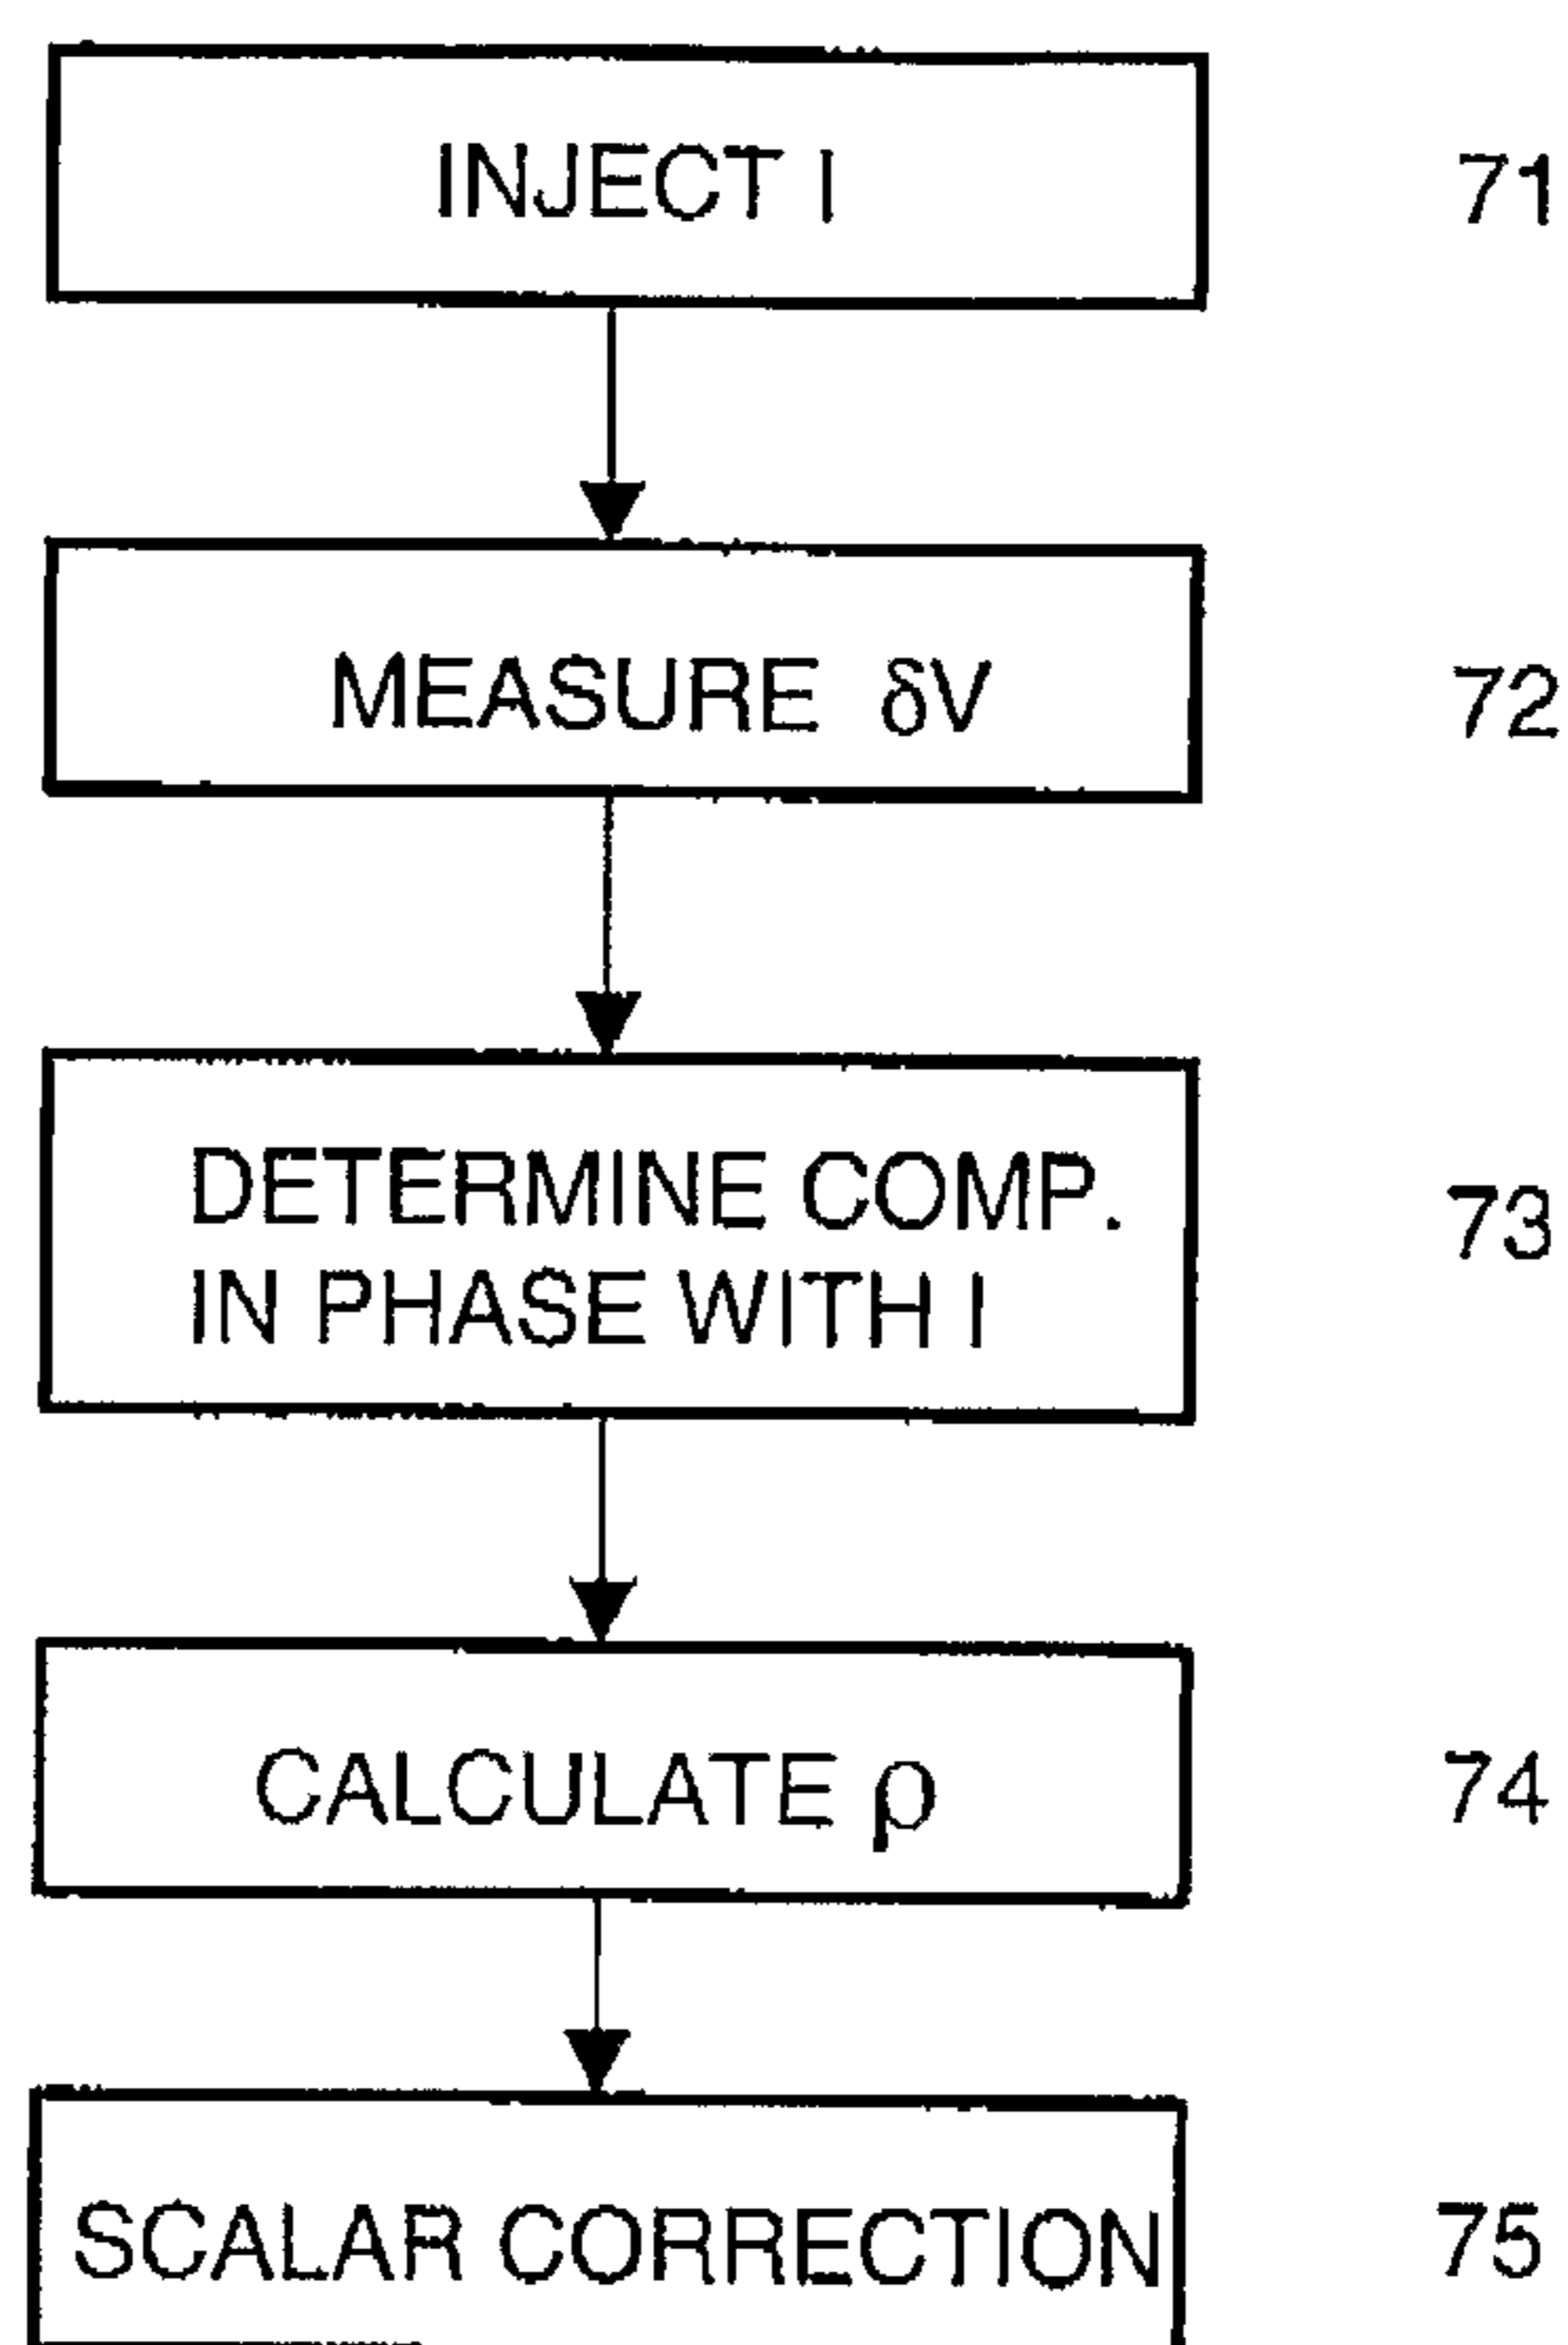 INJECT I
71
MEASURE δV
72
DETERMINE COMP.
IN PHASE WITH I
73
CALCULATE ρ
74
SCALAR CORRECTION
75